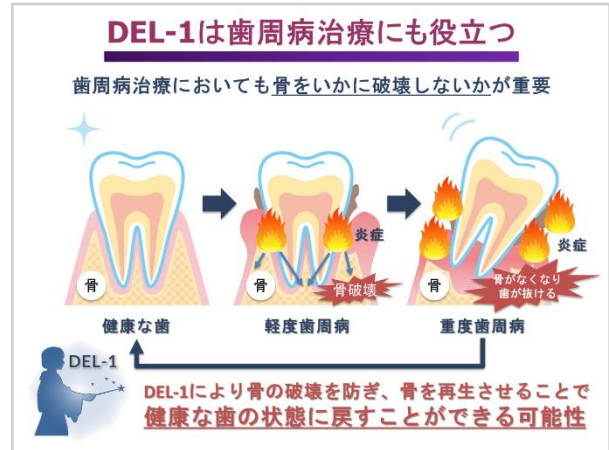 DEL-1は歯周病治療にも役立つ
歯周病治療においても骨をいかに破壊しないかが重要
炎症
炎症
骨
骨
骨破壊
骨
骨がなくなり
歯が抜ける
健康な歯
軽度歯周病
重度歯周病
DEL-1
DEL-1により骨の破壊を防ぎ、骨を再生させることで
健康な歯の状態に戻すことができる可能性